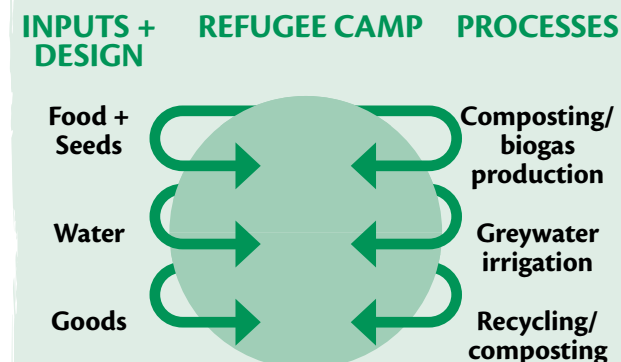 INPUTS + DESIGN
REFUGEE CAMP
PROCESSES
Food + Seeds
Composting/ biogas production
Water
Greywater irrigation
Goods
Recycling/ composting